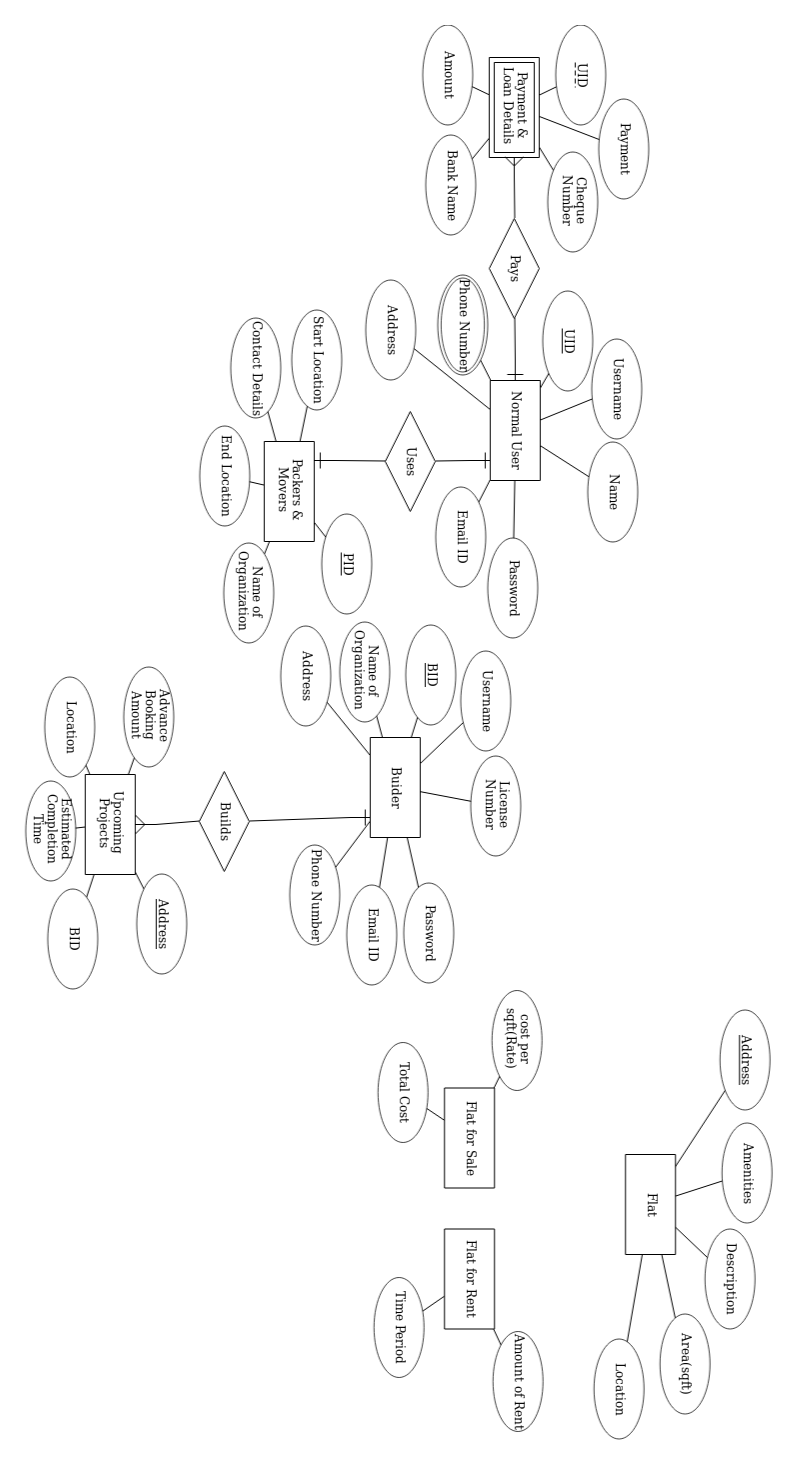 UID
Payment
Cheque
Number
Payment &
Loan Details
Amount
Bank Name
Pays
UID
Username
Name
Phone Number
Normal User
Address
Email ID
Password
Uses
Start Location
Contact Details
End Location
Packers &
Movers
PID
Name of
Organization
Username
BID
License
Number
Name of
Organization
Address
Buider
Password
Email ID
Phone Number
Builds
Advance
Booking
Amount
Location
Upcoming
Projects
Address
Estimated
Completion
Time
BID
Address
Amenities
Description
Flat
Area(sqft)
Location
cost per
sqft(Rate)
Flat for Sale
Total Cost
Flat for Rent
Amount of Rent
Time Period